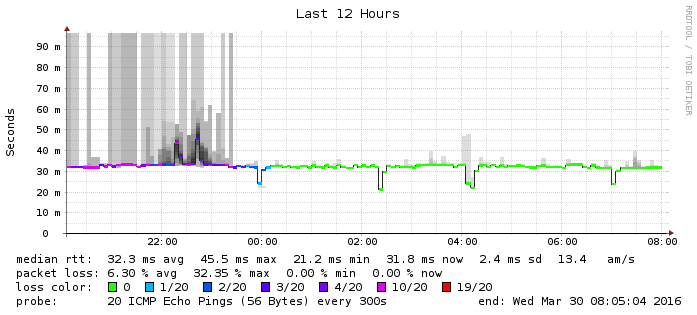 Last 12 Hours
RRDTOOL / TOBI OETIKER
Seconds
90 m
80 m
70 m
60 m
50 m
40 m
30 m
20 m
10 m
0
22:00 00:00 02:00 04:00 06:00 08:00
median rtt: 32.3 ms avg 45.5 ms max 21.2 ms min 31.8 ms now 2.4 ms sd 13.4 am/s
packet loss: 6.30 % avg 32.35 % max 0.00 % min 0.00 % now
loss color: 0 1/20 2/20 3/20 4/20 10/20 19/20
probe: 20 ICMP Echo Pings (56 Bytes) every 300s end: Wed Mar 30 08:05:04 2016